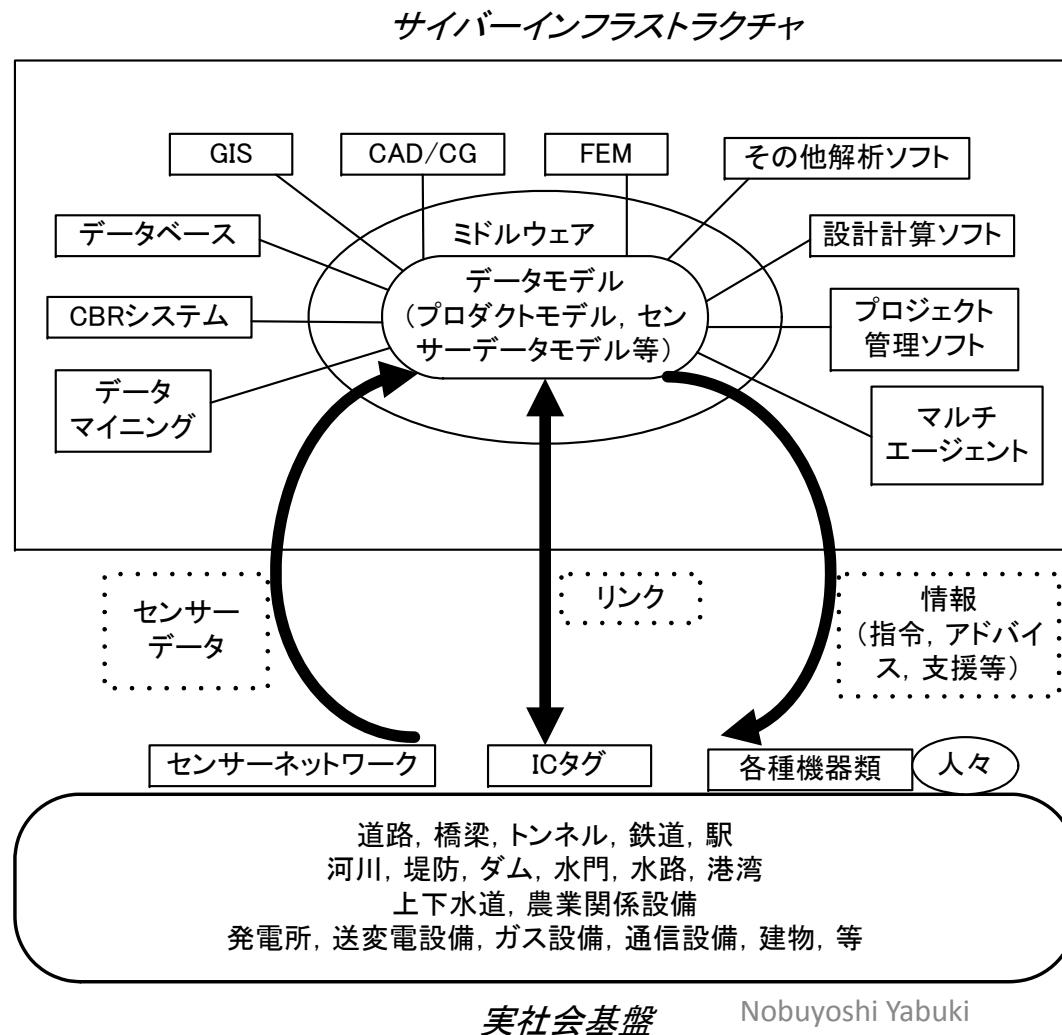 サイバーインフラストラクチャ
GIS
CAD/CG
FEM
その他解析ソフト
データベース
ミドルウェア
設計計算ソフト
データモデル
（プロダクトモデル，セン
サーデータモデル等）
CBRシステム
プロジェクト
管理ソフト
データ
マイニング
マルチ
エージェント
センサー
データ
リンク
情報
（指令，アドバイ
ス，支援等）
センサーネットワーク
ICタグ
各種機器類
人々
道路，橋梁，トンネル，鉄道，駅
河川，堤防，ダム，水門，水路，港湾
上下水道，農業関係設備
発電所，送変電設備，ガス設備，通信設備，建物，等
実社会基盤
Nobuyoshi Yabuki